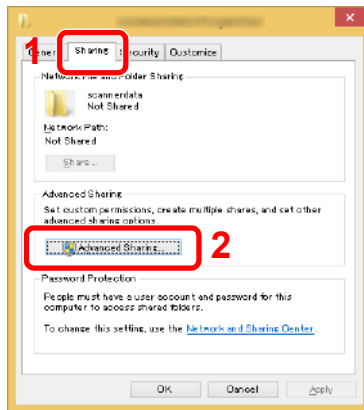 1
Gener Sharing ecurity Customize
Network File and Folder Sharing
scannerdata
Not Shared
Network Path:
Not Shared
Share...
Advanced Sharing
Set custom permissions, create multiple shares, and set other
advanced sharing options.
Advanced Sharing...
2
Password Protection
People must have a user account and password for this
computer to access shared folders.
To change this setting, use the Network and Sharing Center.
OK Cancel Apply